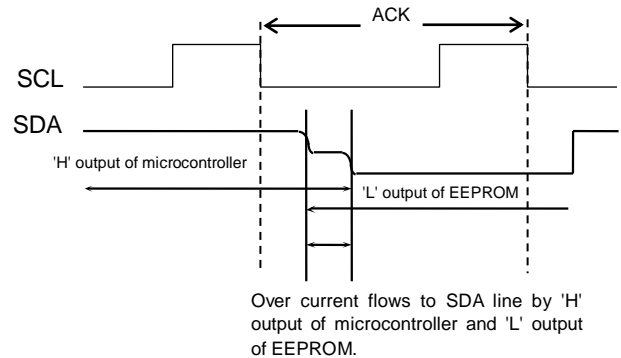 ACK
SCL
SDA
'H' output of microcontroller
'L' output of EEPROM
Over current flows to SDA line by 'H'
output of microcontroller and 'L' output
of EEPROM.